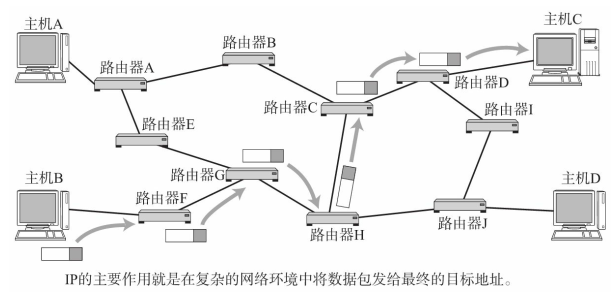 主机A
主机C
路由器B
路由器A
路由器D
路由器C
路由器I
路由器E
主机B
路由器G
主机D
路由器F
路由器H
路由器J
IP的主要作用就是在复杂的网络环境中将数据包发给最终的目标地址。